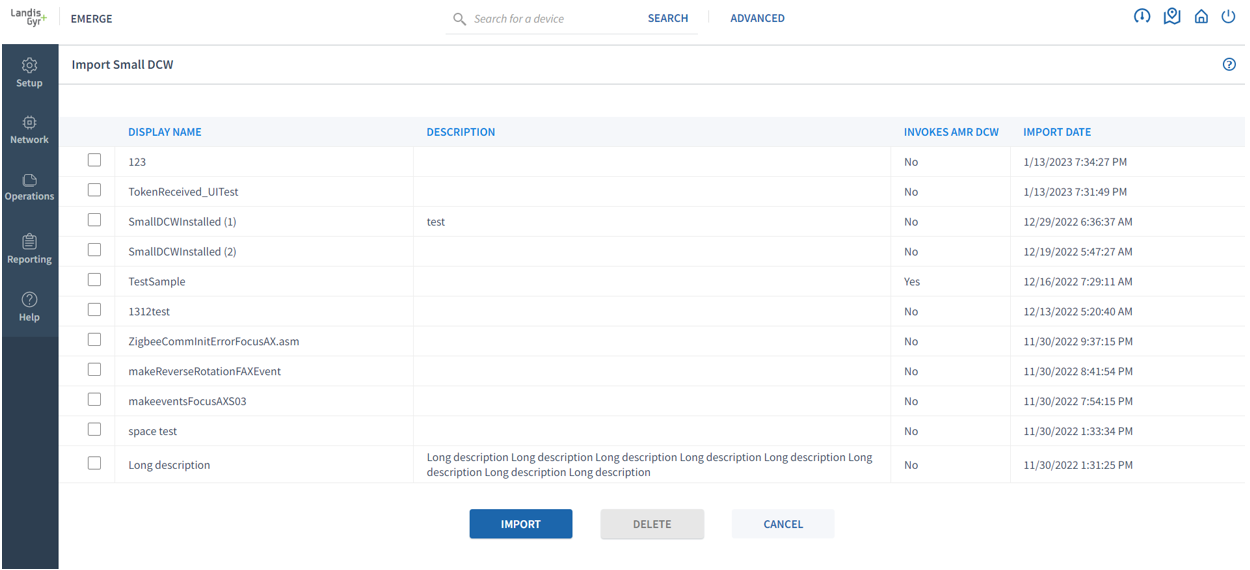 Landis Gyr+ EMERGE Search for a device SEARCH ADVANCED
Import Small DCW
Setup
Network
Operations
Reporting
Help
DISPLAY NAME DESCRIPTION INVOKES AMR DCW IMPORT DATE
123 No 1/13/2023 7:34:27 PM
TokenReceived_UITest No 1/13/2023 7:31:49 PM
SmallDCWInstalled (1) test No 12/29/2022 6:36:37 AM
SmallDCWInstalled (2) No 12/19/2022 5:47:27 AM
TestSample Yes 12/16/2022 7:29:11 AM
1312test No 12/13/2022 5:20:40 AM
ZigbeeCommInitErrorFocusAX.asm No 11/30/2022 9:37:15 PM
makeReverseRotationFAXEvent No 11/30/2022 8:41:54 PM
makeeventsFocusAXS03 No 11/30/2022 7:54:15 PM
space test No 11/30/2022 1:33:34 PM
Long description Long description Long description Long description Long description Long description Long
description Long description Long description No 11/30/2022 1:31:25 PM
IMPORT DELETE CANCEL